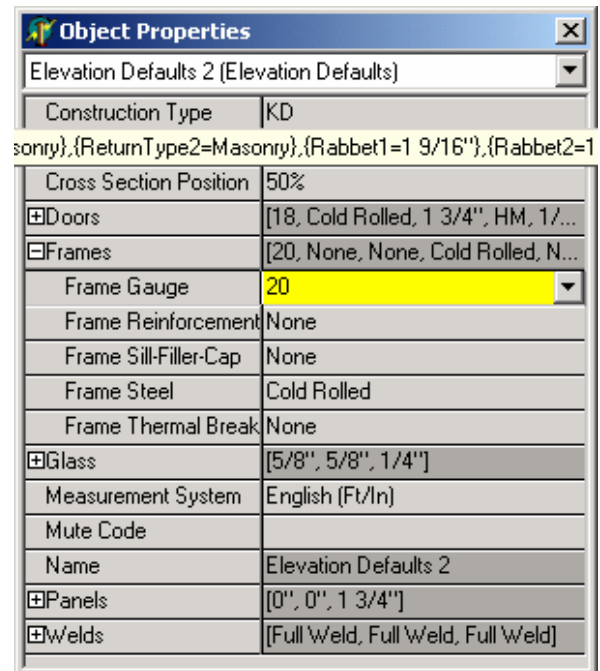 Object Properties
Elevation Defaults 2 (Elevation Defaults)
Construction Type KD
sonry},{ReturnType2=Masonry},{Rabbet1=1 9/16"},{Rabbet2=1
Cross Section Position 50%
Doors [18, Cold Rolled, 1 3/4", HM, 1/...
Frames [20, None, None, Cold Rolled, N...
Frame Gauge 20
Frame Reinforcement None
Frame Sill-Filler-Cap None
Frame Steel Cold Rolled
Frame Thermal Break None
Glass [5/8", 5/8", 1/4"]
Measurement System English (Ft/In)
Mute Code
Name Elevation Defaults 2
Panels [0", 0", 1 3/4"]
Welds [Full Weld, Full Weld, Full Weld]